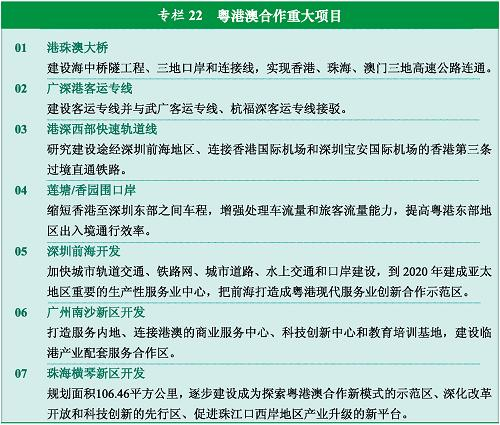 专栏 22 粤港澳合作重大项目
01 港珠澳大桥
建设海中桥隧工程、三地口岸和连接线，实现香港、珠海、澳门三地高速公路连通。
02 广深港客运专线
建设客运专线并与武广客运专线、杭福深客运专线接驳。
03 港深西部快速轨道线
研究建设途经深圳前海地区、连接香港国际机场和深圳宝安国际机场的香港第三条
过境直通铁路。
04 莲塘/香园围口岸
缩短香港至深圳东部之间车程，增强处理车流量和旅客流量能力，提高粤港东部地
区出入境通行效率。
05 深圳前海开发
加快城市轨道交通、铁路网、城市道路、水上交通和口岸建设，到 2020 年建成亚太
地区重要的生产性服务业中心，把前海打造成粤港现代服务业创新合作示范区。
06 广州南沙新区开发
打造服务内地、连接港澳的商业服务中心、科技创新中心和教育培训基地，建设临
港产业配套服务合作区。
07 珠海横琴新区开发
规划面积106.46平方公里，逐步建设成为探索粤港澳合作新模式的示范区、深化改革
开放和科技创新的先行区、促进珠江口西岸地区产业升级的新平台。